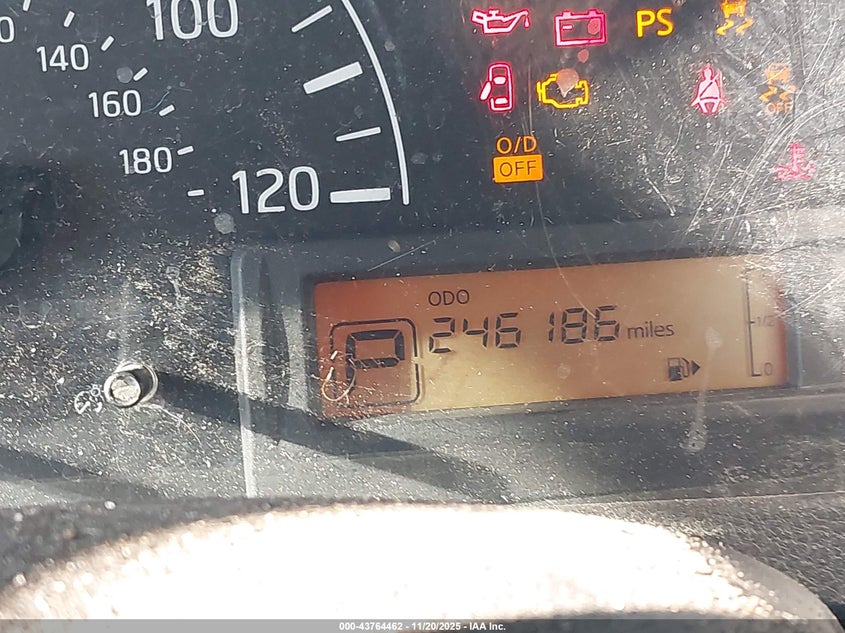 100
140
160
180
120
PS
OFF
O/D
OFF
ODO
246186 miles
P
1/2
0
000-43764462 - 11/20/2025 - IAA Inc.